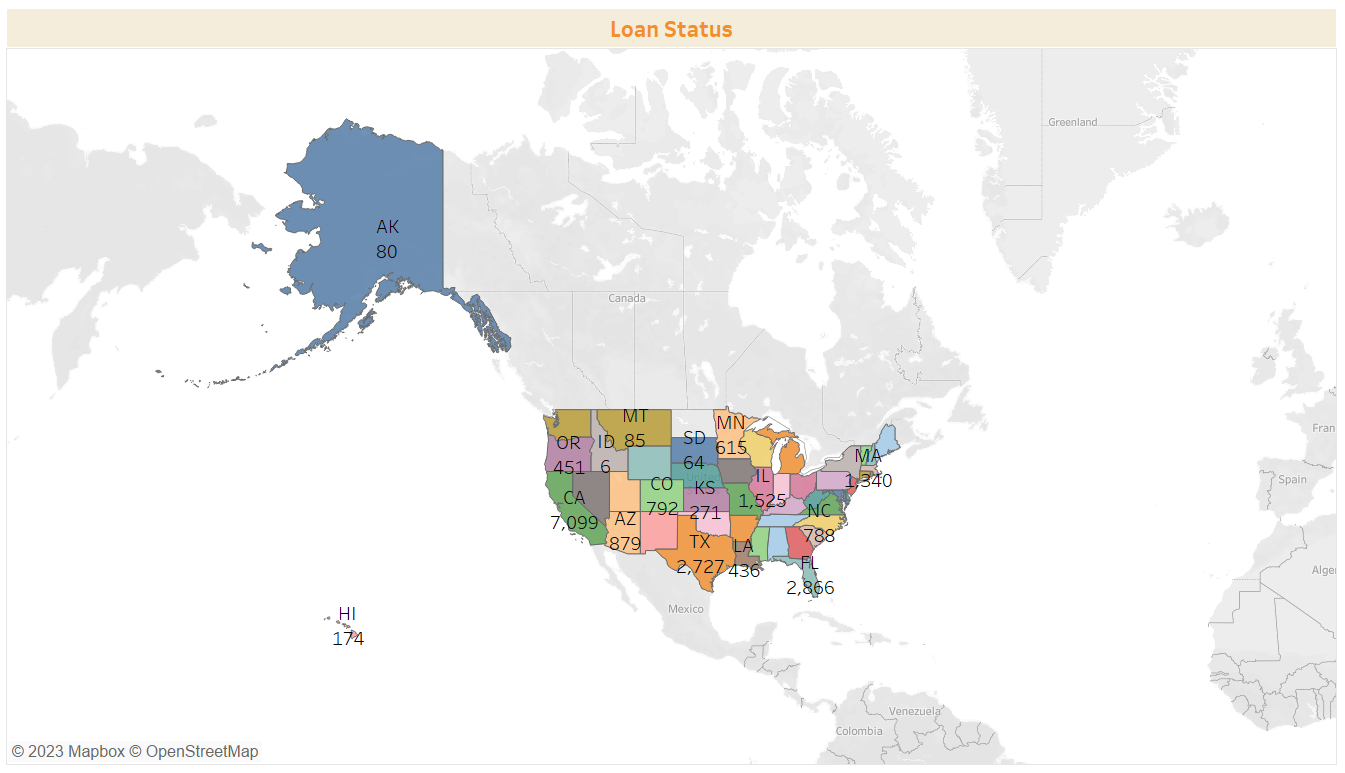 Loan Status
Greenland
AK
80
Canada
MT
85
MN
615
OR
451
ID
6
SD
64
MA
1,340
Fran
CO
792
KS
271
IL
1,525
Spain
CA
7,099
AZ
879
NC
788
TX
2,727
LA
436
FL
2,866
Alger
Mexico
HI
174
Venezuela
Colombia
© 2023 Mapbox © OpenStreetMap